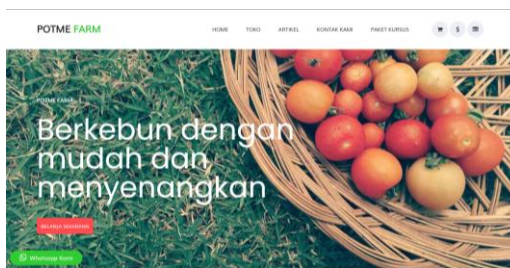 POTME FARM
HOME TOKO ARTIKEL KONTAK KAMI PAKET KURSUS
POTME FARM
Berkebun dengan
mudah dan
menyenangkan
BELANJA SEKARANG
Whatsapp Kami